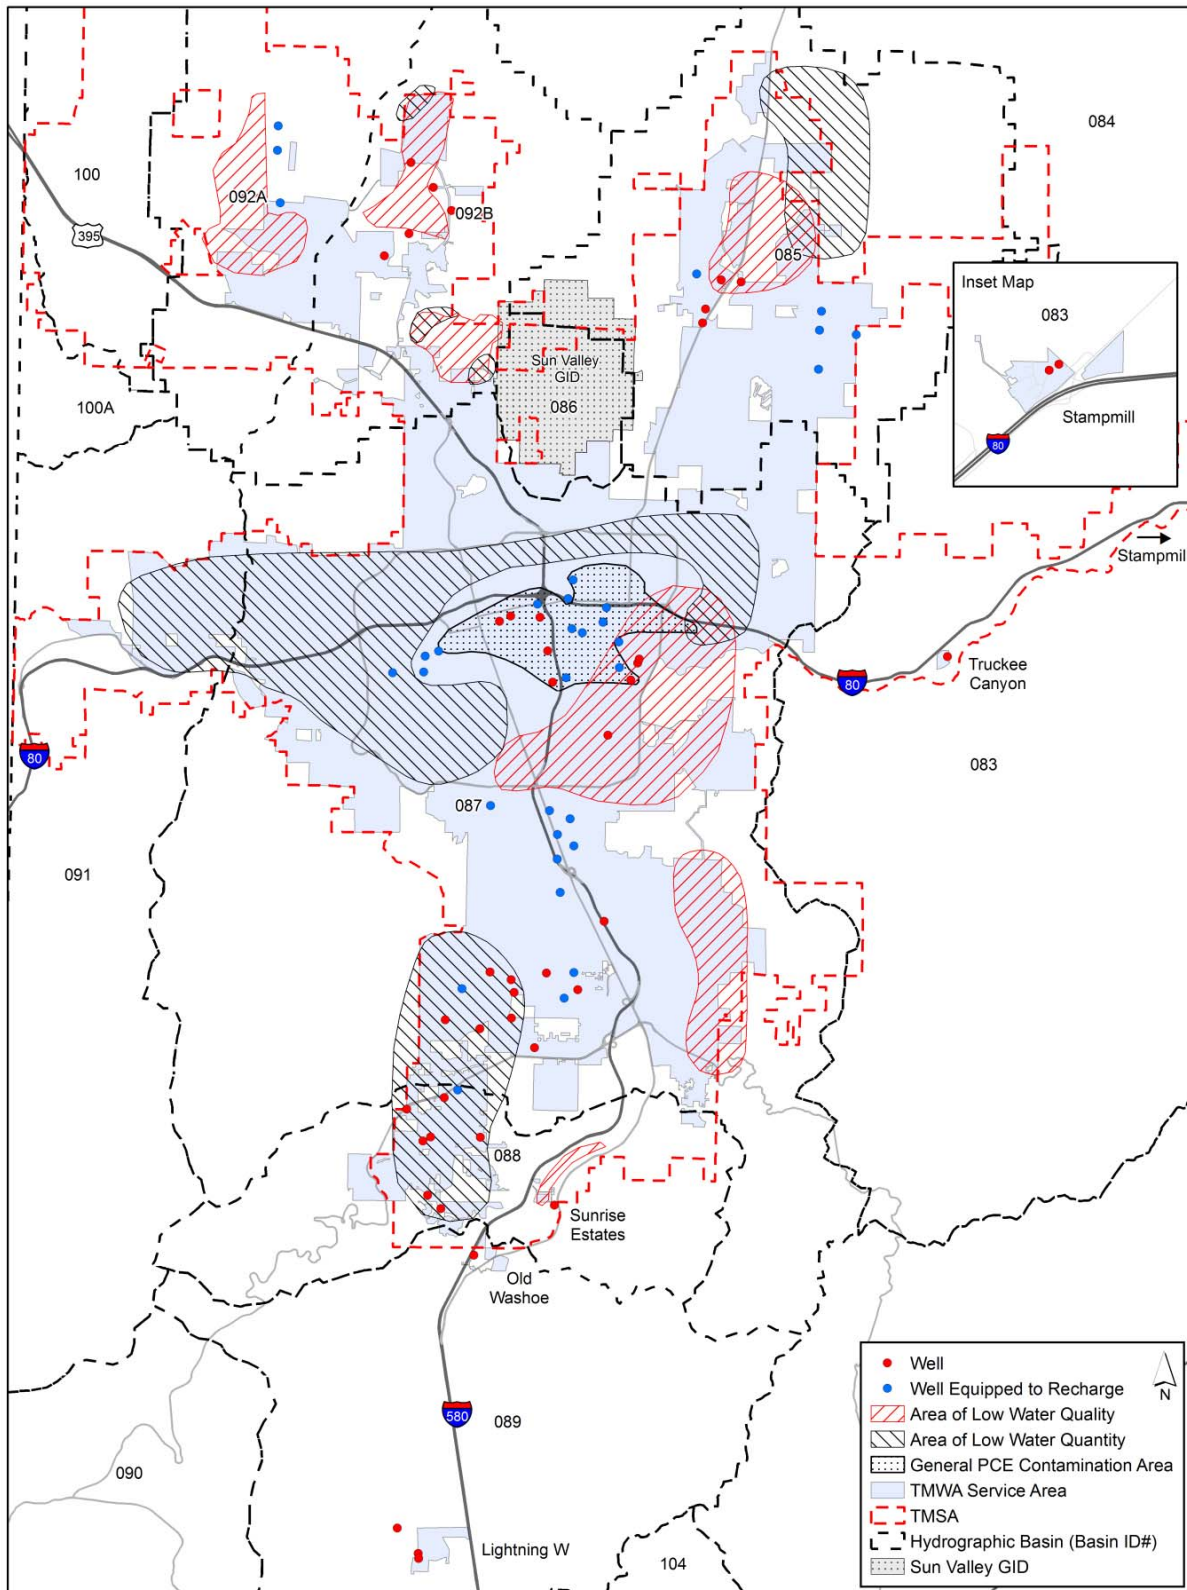 084
100
395
092A
092B
085
Inset Map
083
Stampmill
80
Sun Valley
GID
086
100A
Stampmill
Truckee
Canyon
80
80
083
087
091
088
Sunrise
Estates
Old
Washoe
580
089
090
Lightning W
104
Well
Well Equipped to Recharge
N
Area of Low Water Quality
Area of Low Water Quantity
General PCE Contamination Area
TMWA Service Area
TMSA
Hydrographic Basin (Basin ID#)
Sun Valley GID